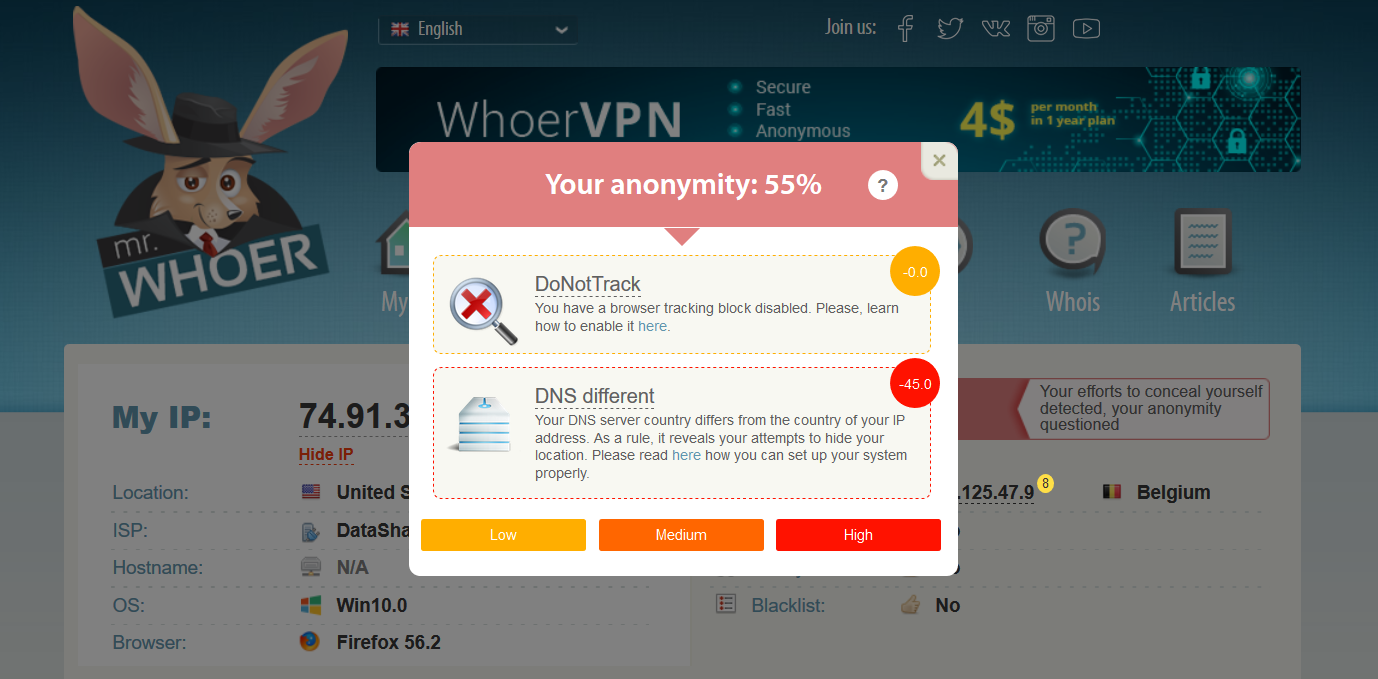 English
Join us:
WhoerVPN
Secure
Fast
Anonymous
4$
per month
in 1 year plan
mr.
WHOER
My
Whois
Articles
Your anonymity: 55%
?
DoNotTrack
-0.0
You have a browser tracking block disabled. Please, learn
how to enable it here.
DNS different
-45.0
Your DNS server country differs from the country of your IP
address. As a rule, it reveals your attempts to hide your
location. Please read here how you can set up your system
properly.
Low
Medium
High
My IP:
74.91.3
Hide IP
Your efforts to conceal yourself
detected, your anonymity
questioned
Location:
United S
.125.47.9
8
Belgium
ISP:
DataSha
Hostname:
N/A
OS:
Win10.0
Blacklist:
No
Browser:
Firefox 56.2